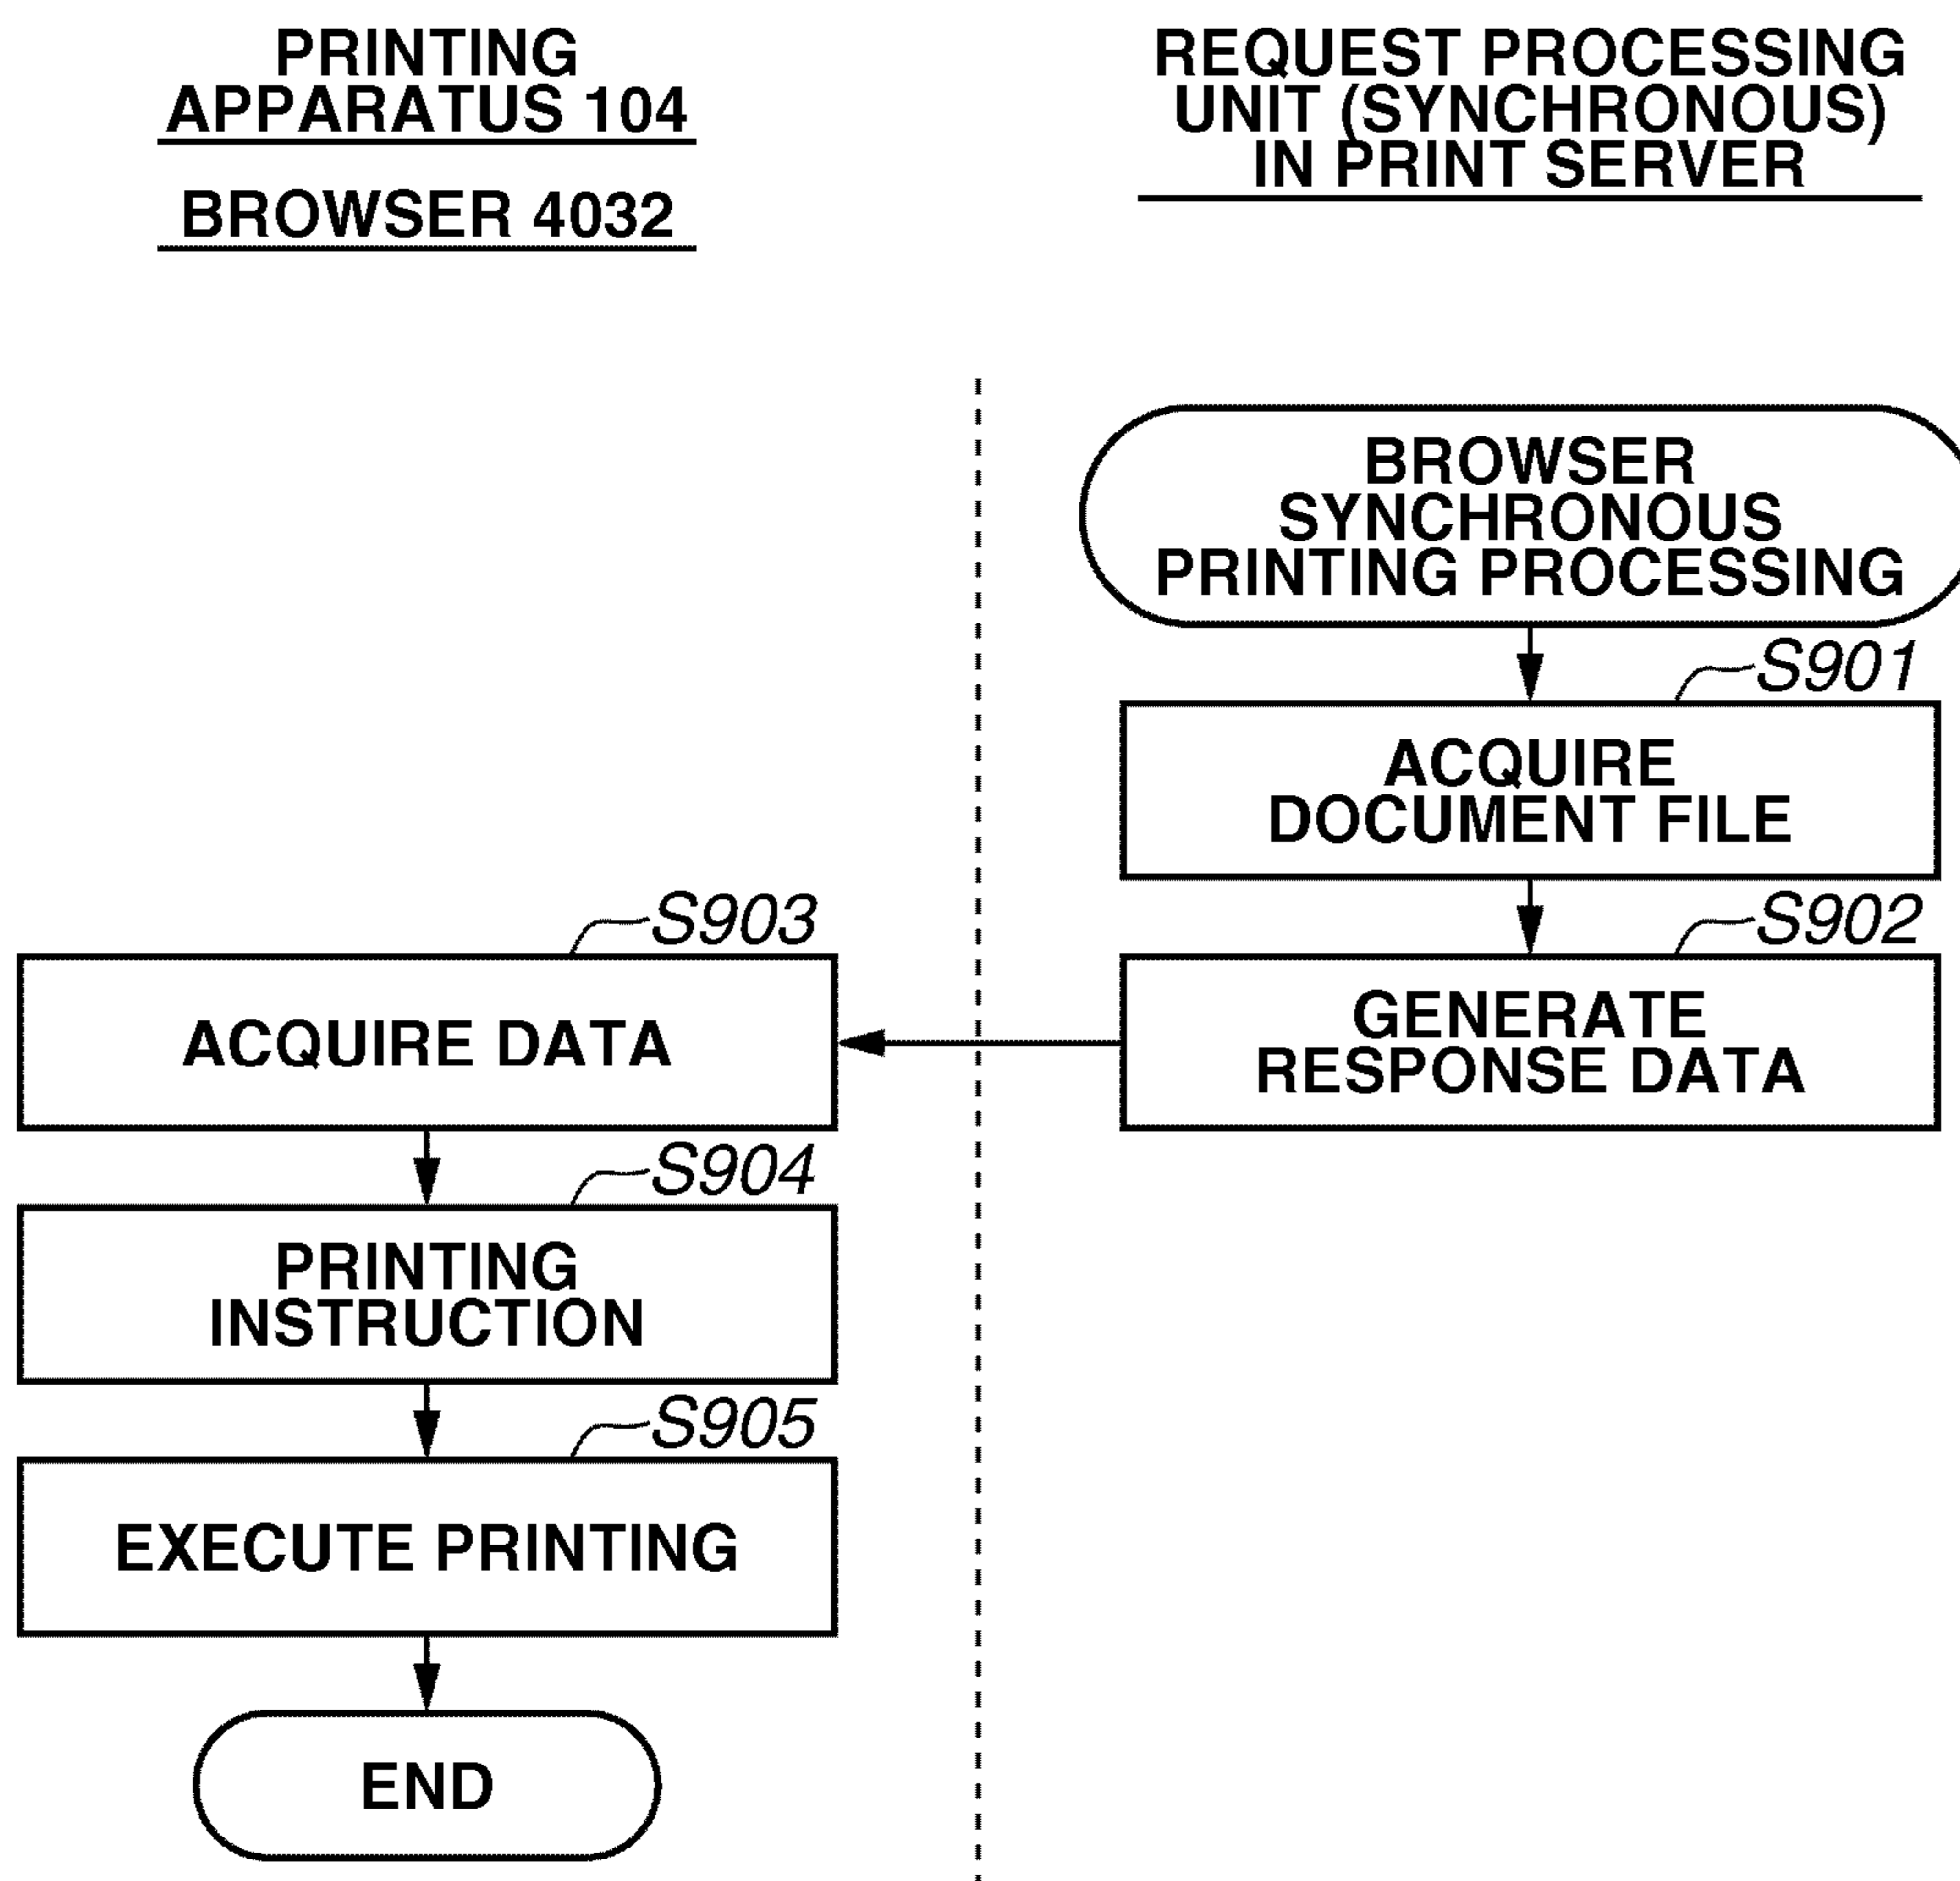 PRINTING
APPARATUS 104
BROWSER 4032
REQUEST PROCESSING
UNIT (SYNCHRONOUS)
IN PRINT SERVER
BROWSER
SYNCHRONOUS
PRINTING PROCESSING
S901
ACQUIRE
DOCUMENT FILE
S902
GENERATE
RESPONSE DATA
S903
ACQUIRE DATA
S904
PRINTING
INSTRUCTION
S905
EXECUTE PRINTING
END